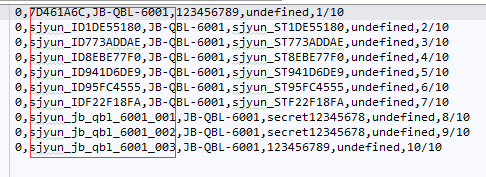 0,7D461A6C,JB-QBL-6001,123456789,undefined,1/10
0,sjyun_ID1DE55180,JB-QBL-6001,sjyun_ST1DE55180,undefined,2/10
0,sjyun_ID773ADDAE,JB-QBL-6001,sjyun_ST773ADDAE,undefined,3/10
0,sjyun_ID8EBE77F0,JB-QBL-6001,sjyun_ST8EBE77F0,undefined,4/10
0,sjyun_ID941D6DE9,JB-QBL-6001,sjyun_ST941D6DE9,undefined,5/10
0,sjyun_ID95FC4555,JB-QBL-6001,sjyun_ST95FC4555,undefined,6/10
0,sjyun_IDF22F18FA,JB-QBL-6001,sjyun_STF22F18FA,undefined,7/10
0,sjyun_jb_qbl_6001_001,JB-QBL-6001,secret12345678,undefined,8/10
0,sjyun_jb_qbl_6001_002,JB-QBL-6001,secret12345678,undefined,9/10
0,sjyun_jb_qbl_6001_003,JB-QBL-6001,123456789,undefined,10/10